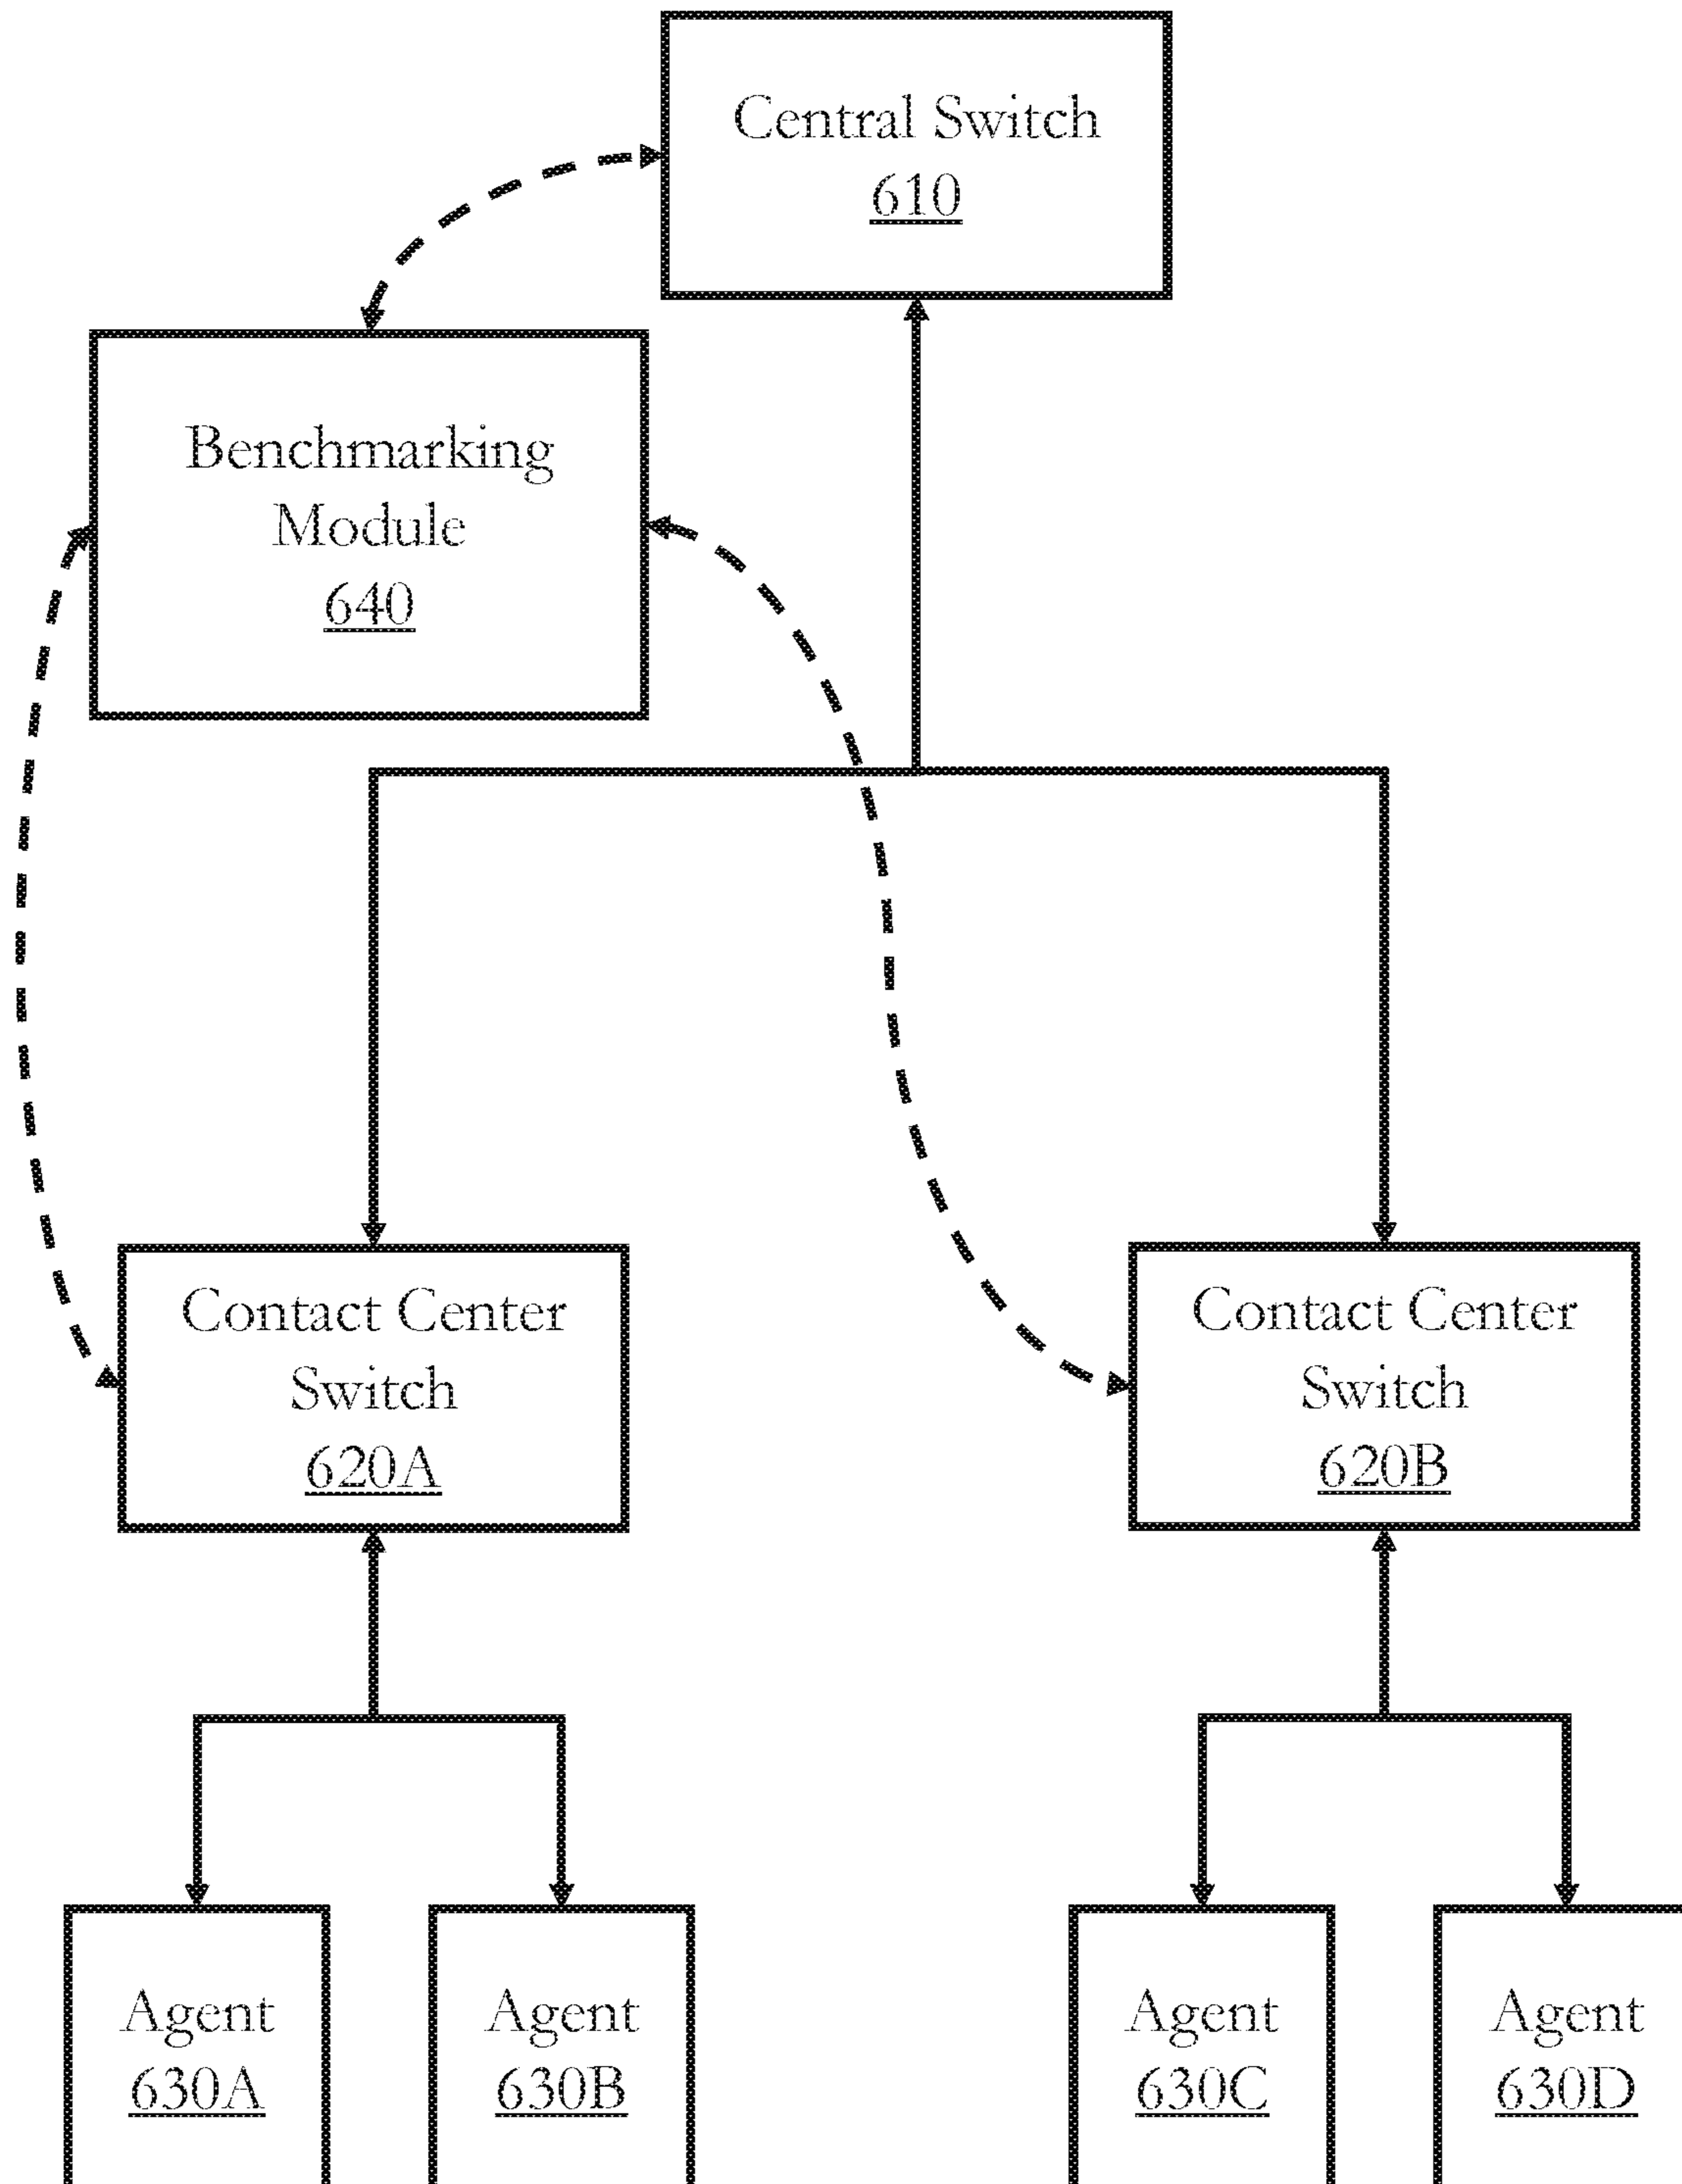 Central Switch
610
Benchmarking
Module
640
Contact Center
Switch
620A
Contact Center
Switch
620B
Agent
630A
Agent
630B
Agent
630C
Agent
630D